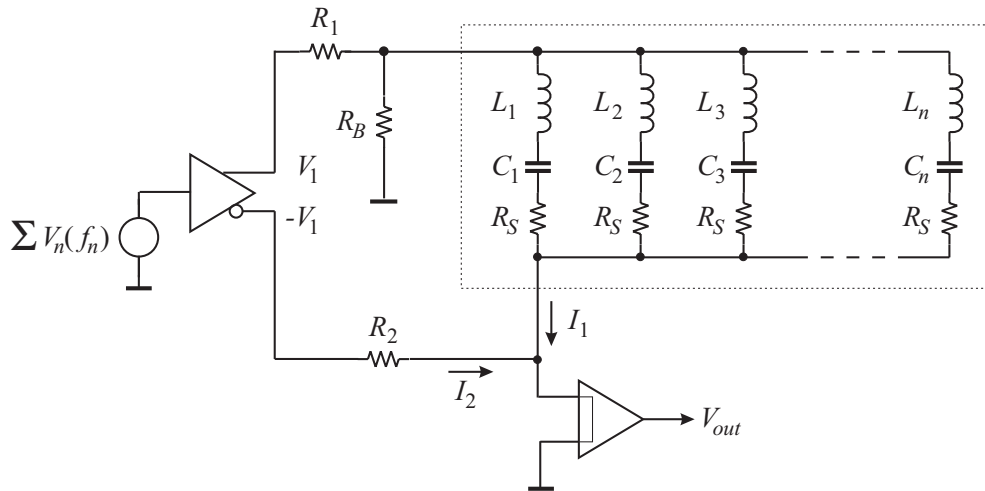 R1
RB
L1 L2 L3 Ln
C1 C2 C3 Cn
RS RS RS RS
V1
-V1
∑ Vn(fn)
R2
I1
I2
Vout